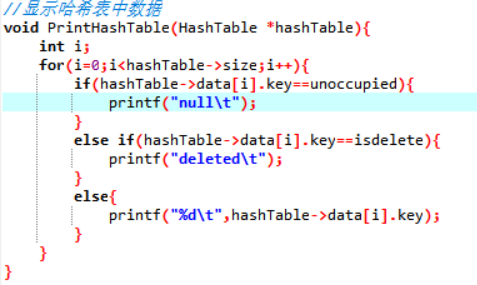 //显示哈希表中数据
void PrintHashTable(HashTable *hashTable){
    int i;
    for(i=0;i<hashTable->size;i++){
        if(hashTable->data[i].key==unoccupied){
            printf("null\t");
        }
        else if(hashTable->data[i].key==isdelete){
            printf("deleted\t");
        }
        else{
            printf("%d\t",hashTable->data[i].key);
        }
    }
}